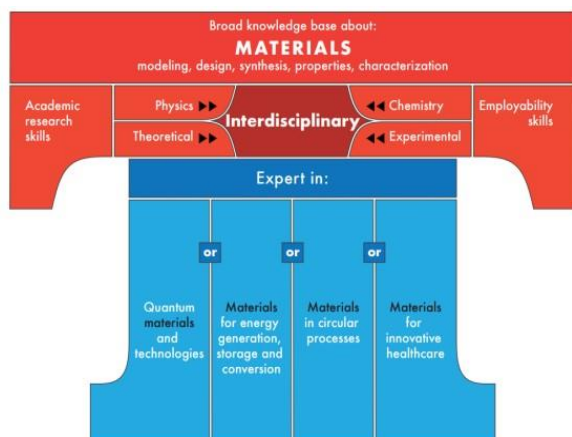 Broad knowledge base about:
MATERIALS
modeling, design, synthesis, properties, characterization
Academic
research
skills
Physics
Theoretical
Interdisciplinary
Chemistry
Experimental
Employability
skills
Expert in:
or
or
or
Quantum
materials
and
technologies
Materials
for energy
generation,
storage and
conversion
Materials
in circular
processes
Materials
for
innovative
healthcare